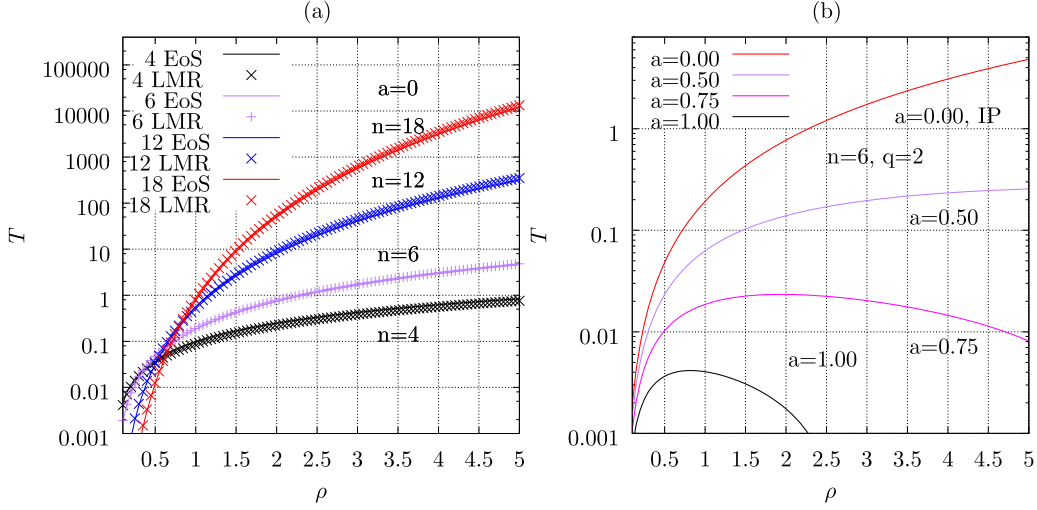 (a)
4 EoS
4 LMR
6 EoS
6 LMR
12 EoS
12 LMR
18 EoS
18 LMR
a=0
n=18
n=12
n=6
n=4
100000
10000
1000
100
10
1
0.1
0.01
0.001
T
0.5 1 1.5 2 2.5 3 3.5 4 4.5 5
ρ
(b)
a=0.00
a=0.50
a=0.75
a=1.00
a=0.00, IP
n=6, q=2
a=0.50
a=0.75
a=1.00
1
0.1
0.01
0.001
T
0.5 1 1.5 2 2.5 3 3.5 4 4.5 5
ρ